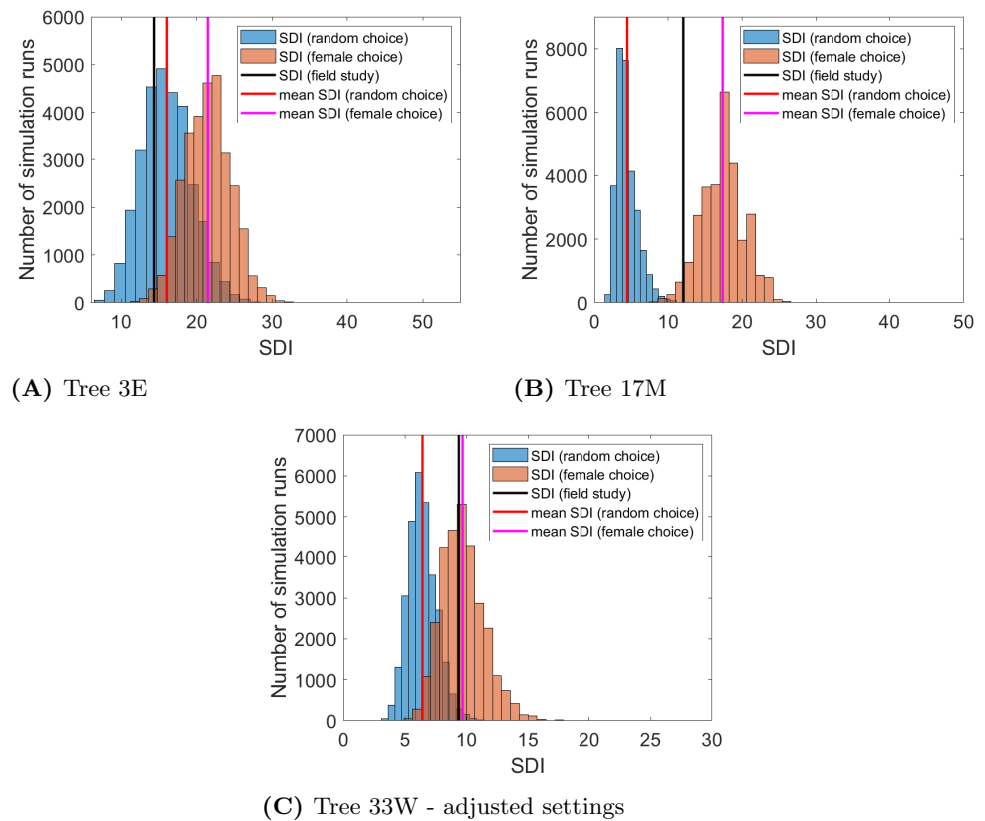 6000
5000
4000
3000
2000
1000
0
Number of simulation runs
SDI (random choice)
SDI (female choice)
SDI (field study)
mean SDI (random choice)
mean SDI (female choice)
10 20 30 40 50
SDI
(A) Tree 3E
8000
6000
4000
2000
0
Number of simulation runs
SDI (random choice)
SDI (female choice)
SDI (field study)
mean SDI (random choice)
mean SDI (female choice)
0 10 20 30 40 50
SDI
(B) Tree 17M
7000
6000
5000
4000
3000
2000
1000
0
Number of simulation runs
SDI (random choice)
SDI (female choice)
SDI (field study)
mean SDI (random choice)
mean SDI (female choice)
0 5 10 15 20 25 30
SDI
(C) Tree 33W - adjusted settings